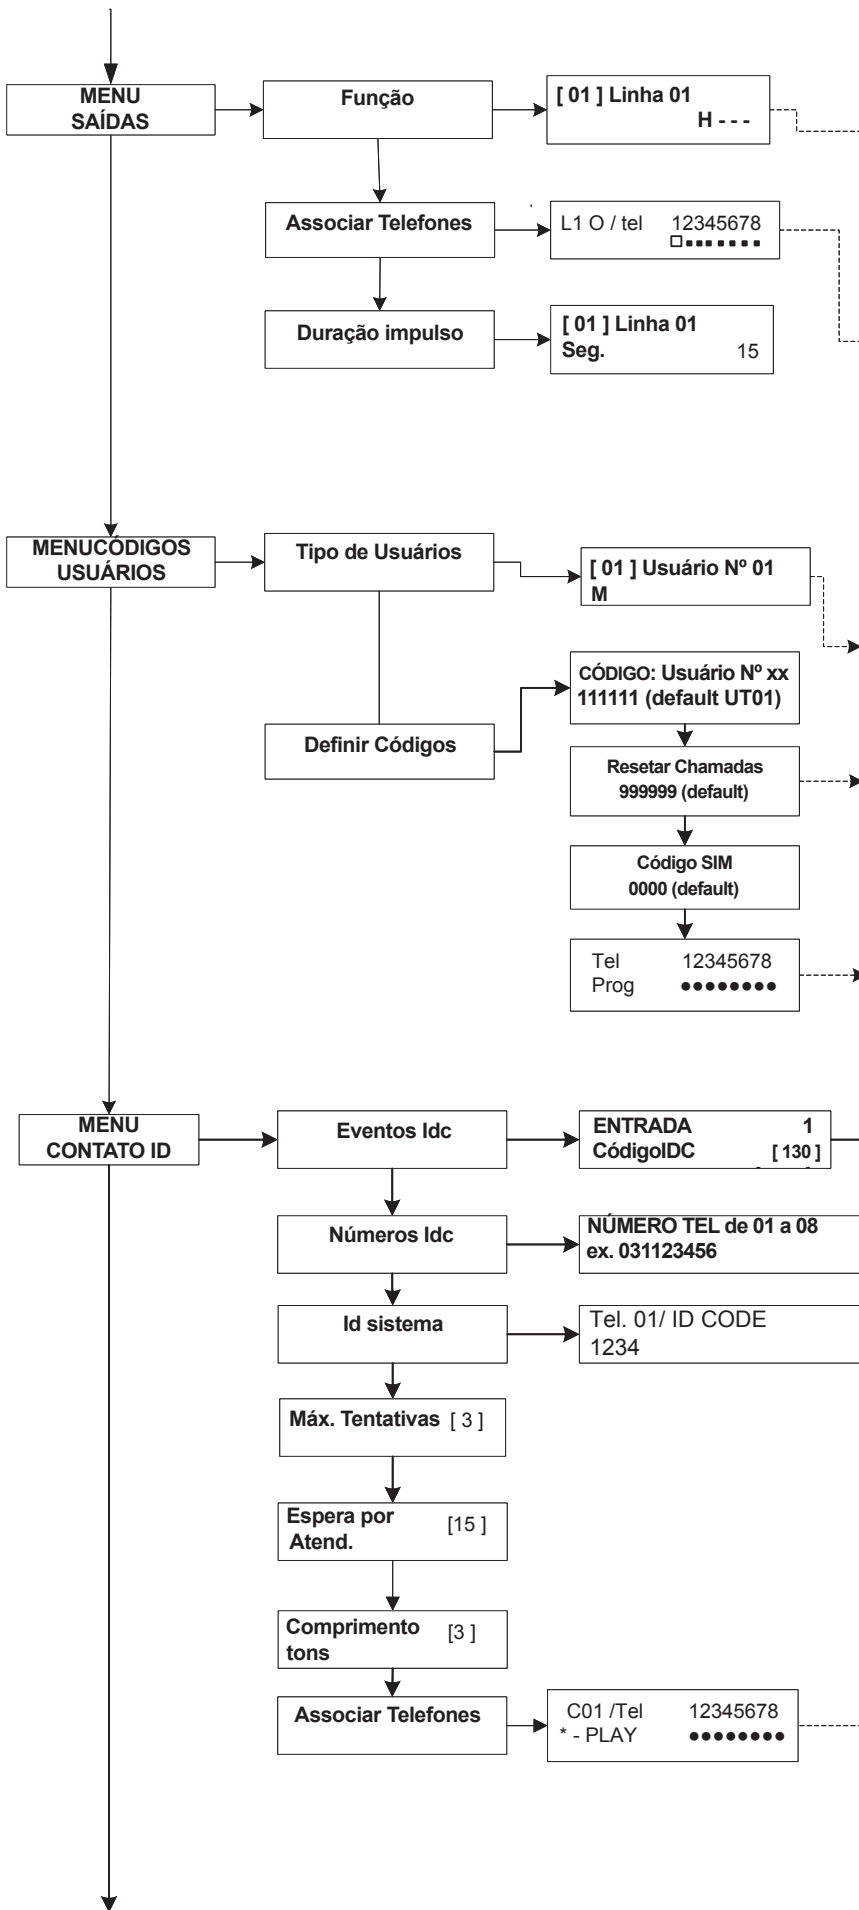 MENU
SAÍDAS
Função
[ 01 ] Linha 01
H - - -
Associar Telefones
L1 O / tel 12345678
Duração impulso
[ 01 ] Linha 01
Seg. 15
MENUCÓDIGOS
USUÁRIOS
Tipo de Usuários
[ 01 ] Usuário Nº 01
M
Definir Códigos
CÓDIGO: Usuário Nº xx
111111 (default UT01)
Resetar Chamadas
999999 (default)
Código SIM
0000 (default)
Tel 12345678
Prog ●●●●●●●●
MENU
CONTATO ID
Eventos Idc
ENTRADA 1
CódigoIDC [ 130 ]
Números Idc
NÚMERO TEL de 01 a 08
ex. 031123456
Id sistema
Tel. 01/ ID CODE
1234
Máx. Tentativas [ 3 ]
Espera por [15 ]
Atend.
Comprimento [3 ]
tons
Associar Telefones
C01 /Tel 12345678
* - PLAY ●●●●●●●●